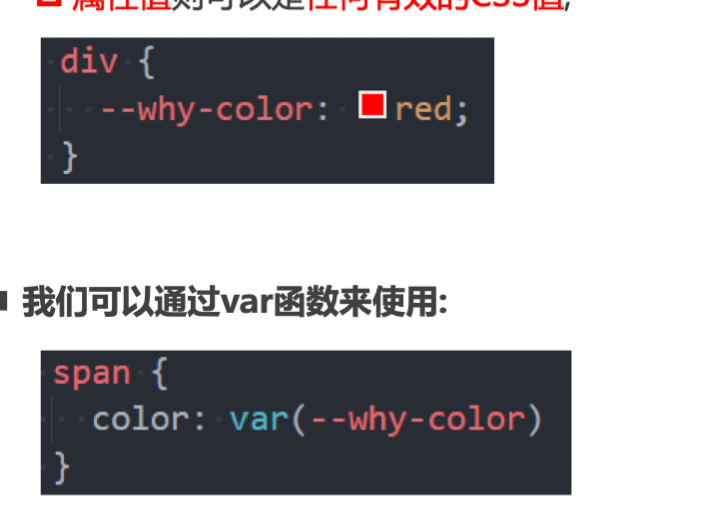 属性值则可以是任何有效的CSS值;
div {
--why-color: red;
}
我们可以通过var函数来使用:
span {
color: var(--why-color)
}